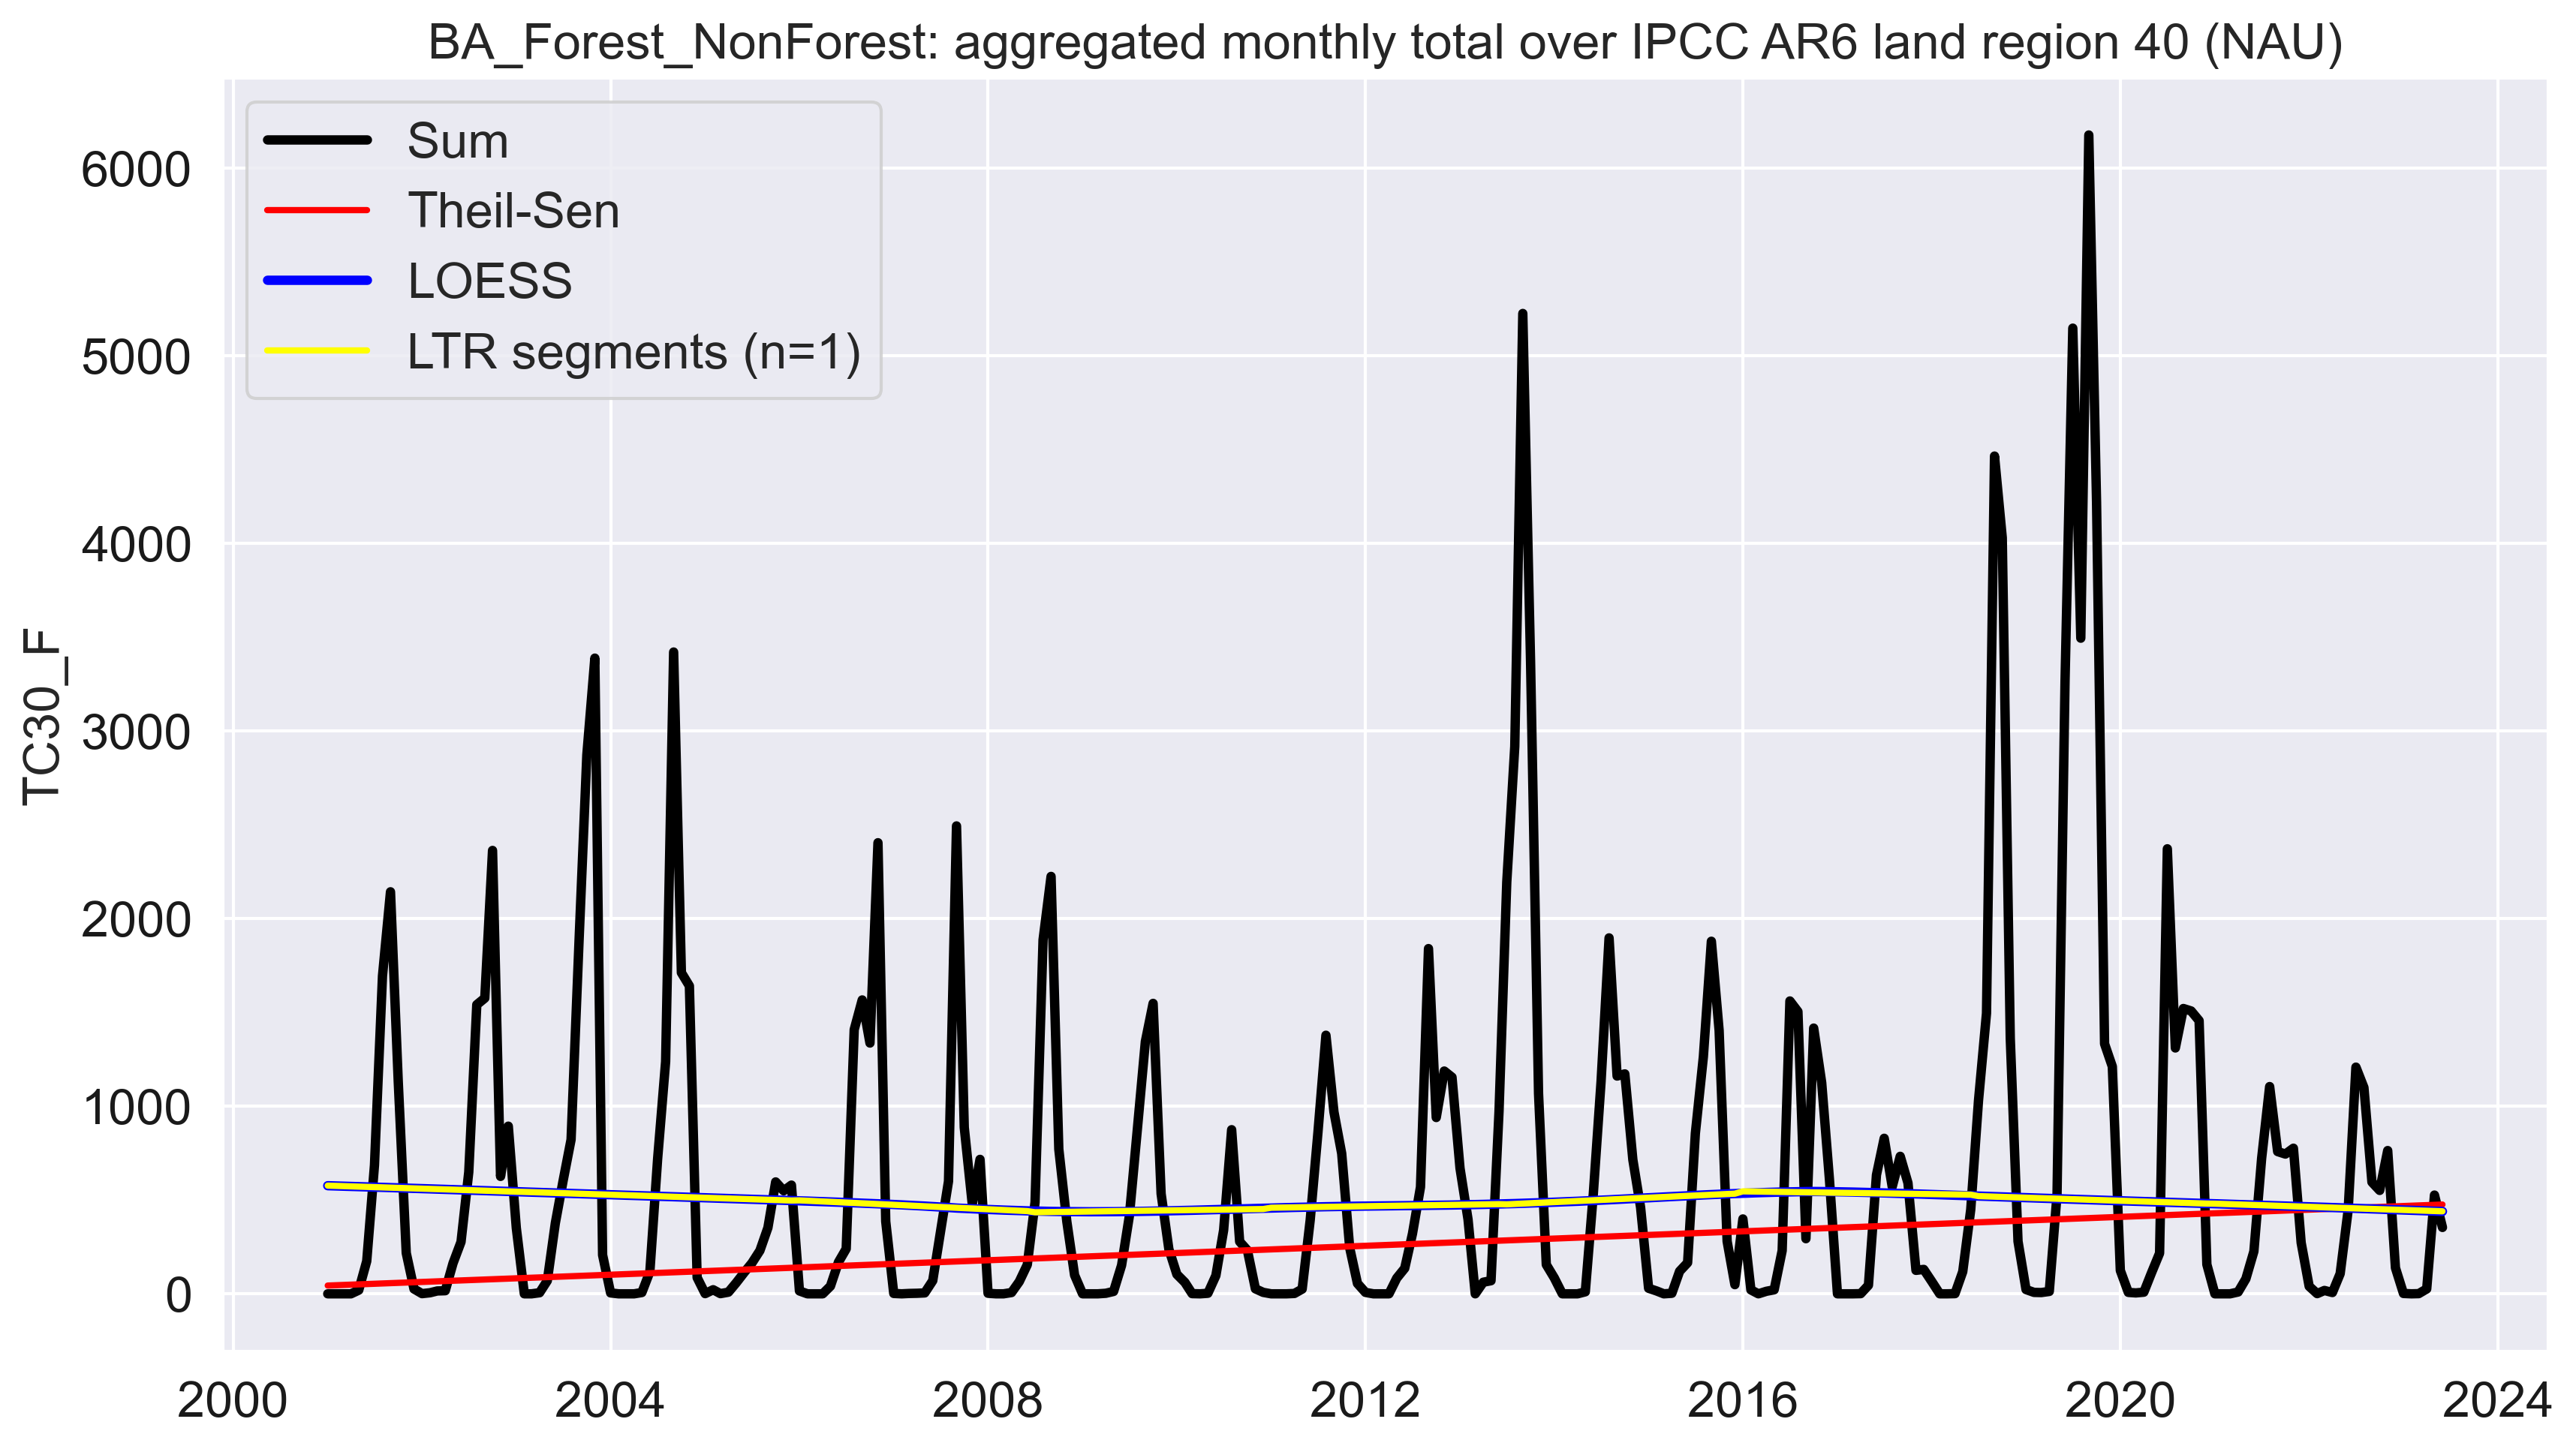 BA_Forest_NonForest: aggregated monthly total over IPCC AR6 land region 40 (NAU)
Sum
Theil-Sen
LOESS
LTR segments (n=1)
6000
5000
4000
3000
2000
1000
0
TC30_F
2000
2004
2008
2012
2016
2020
2024